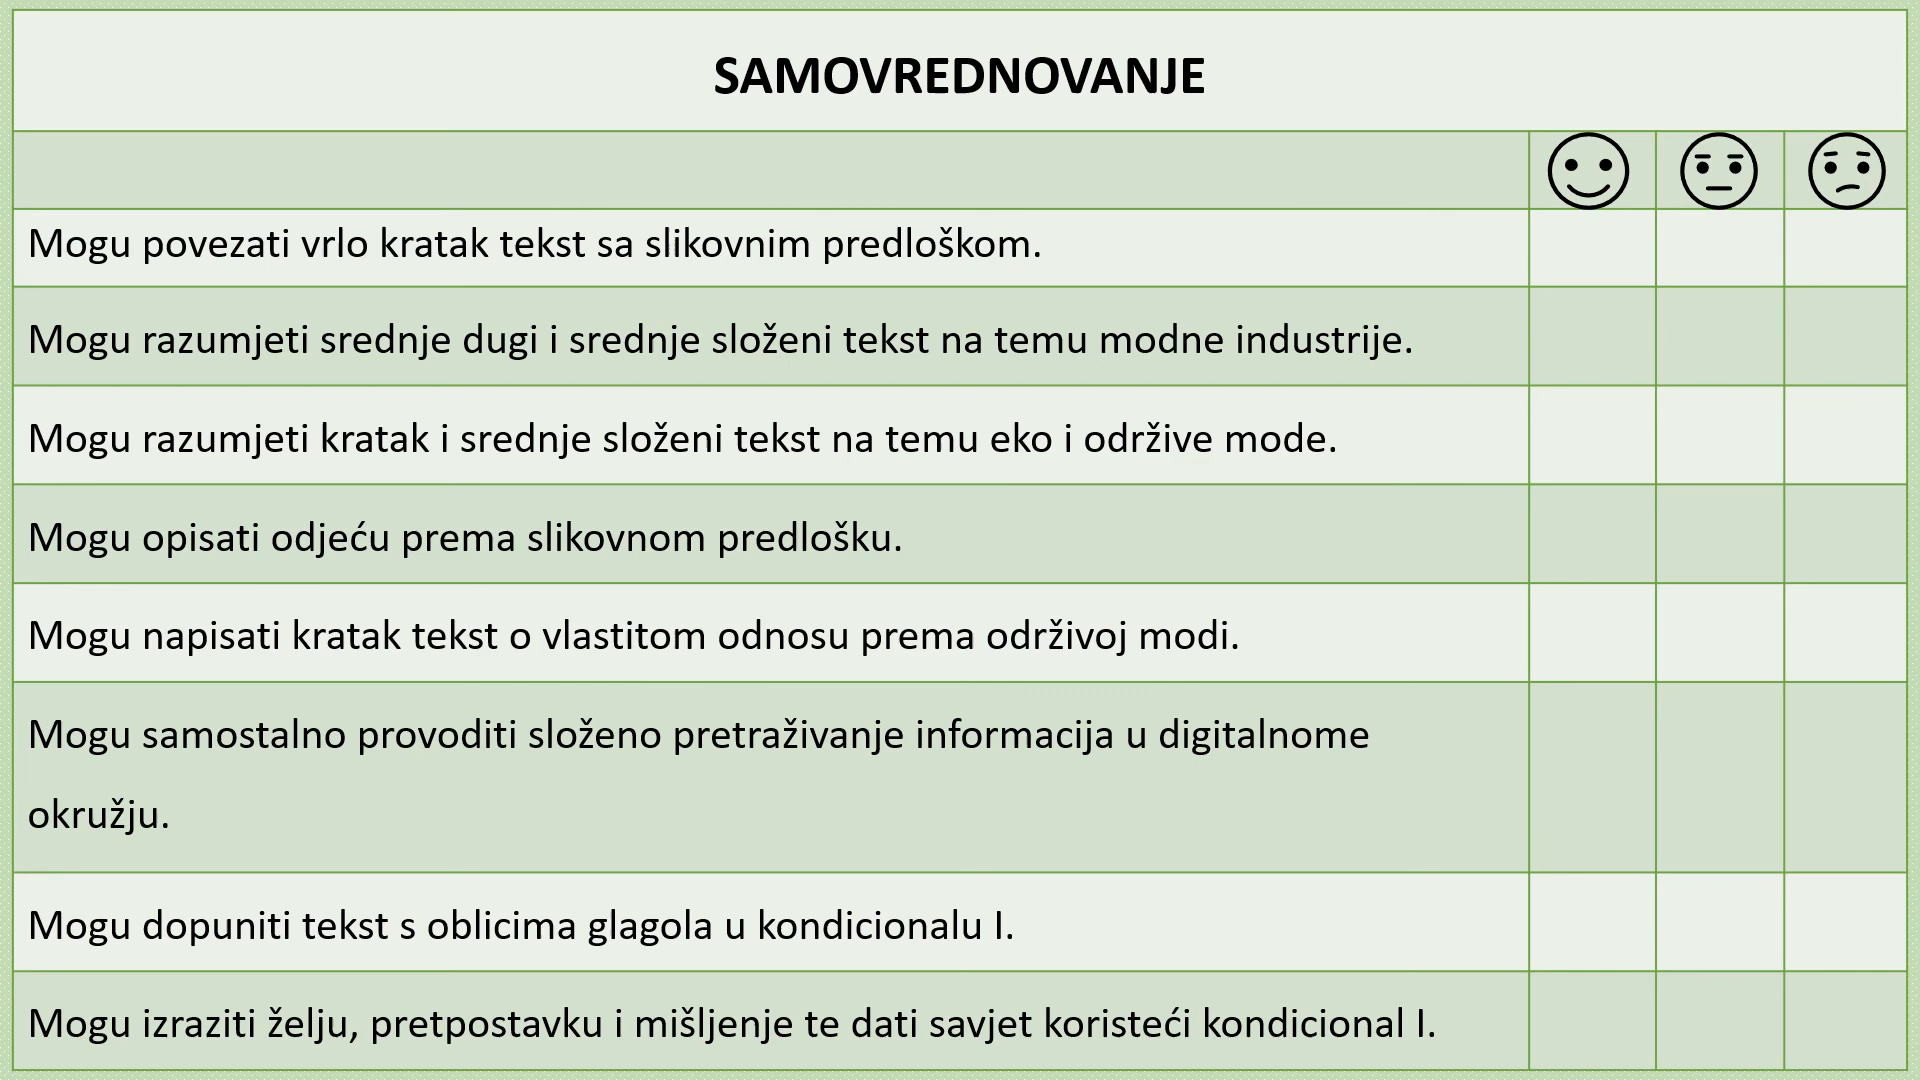 SAMOVREDNOVANJE
Mogu povezati vrlo kratak tekst sa slikovnim predloškom.
Mogu razumjeti srednje dugi i srednje složeni tekst na temu modne industrije.
Mogu razumjeti kratak i srednje složeni tekst na temu eko i održive mode.
Mogu opisati odjeću prema slikovnom predlošku.
Mogu napisati kratak tekst o vlastitom odnosu prema održivoj modi.
Mogu samostalno provoditi složeno pretraživanje informacija u digitalnome
okružju.
Mogu dopuniti tekst s oblicima glagola u kondicionalu I.
Mogu izraziti želju, pretpostavku i mišljenje te dati savjet koristeći kondicional I.